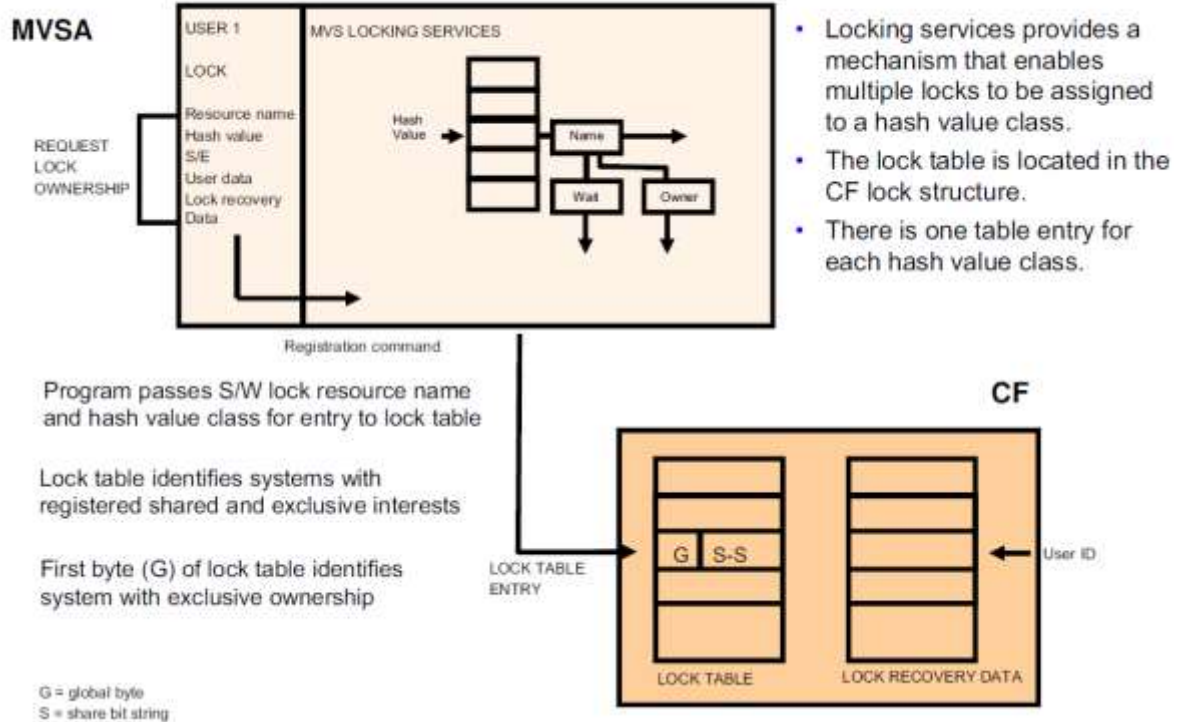 MVSA
USER 1
MVS LOCKING SERVICES
LOCK
REQUEST
LOCK
OWNERSHIP
Resource name
Hash value
S/E
User data
Lock recovery
Data
Hash
Value
Name
Wait
Owner
Registration command
• Locking services provides a
mechanism that enables
multiple locks to be assigned
to a hash value class.
• The lock table is located in the
CF lock structure.
• There is one table entry for
each hash value class.
Program passes S/W lock resource name
and hash value class for entry to lock table
Lock table identifies systems with
registered shared and exclusive interests
First byte (G) of lock table identifies
system with exclusive ownership
CF
LOCK TABLE
ENTRY
G S-S
User ID
LOCK TABLE
LOCK RECOVERY DATA
G = global byte
S = share bit string